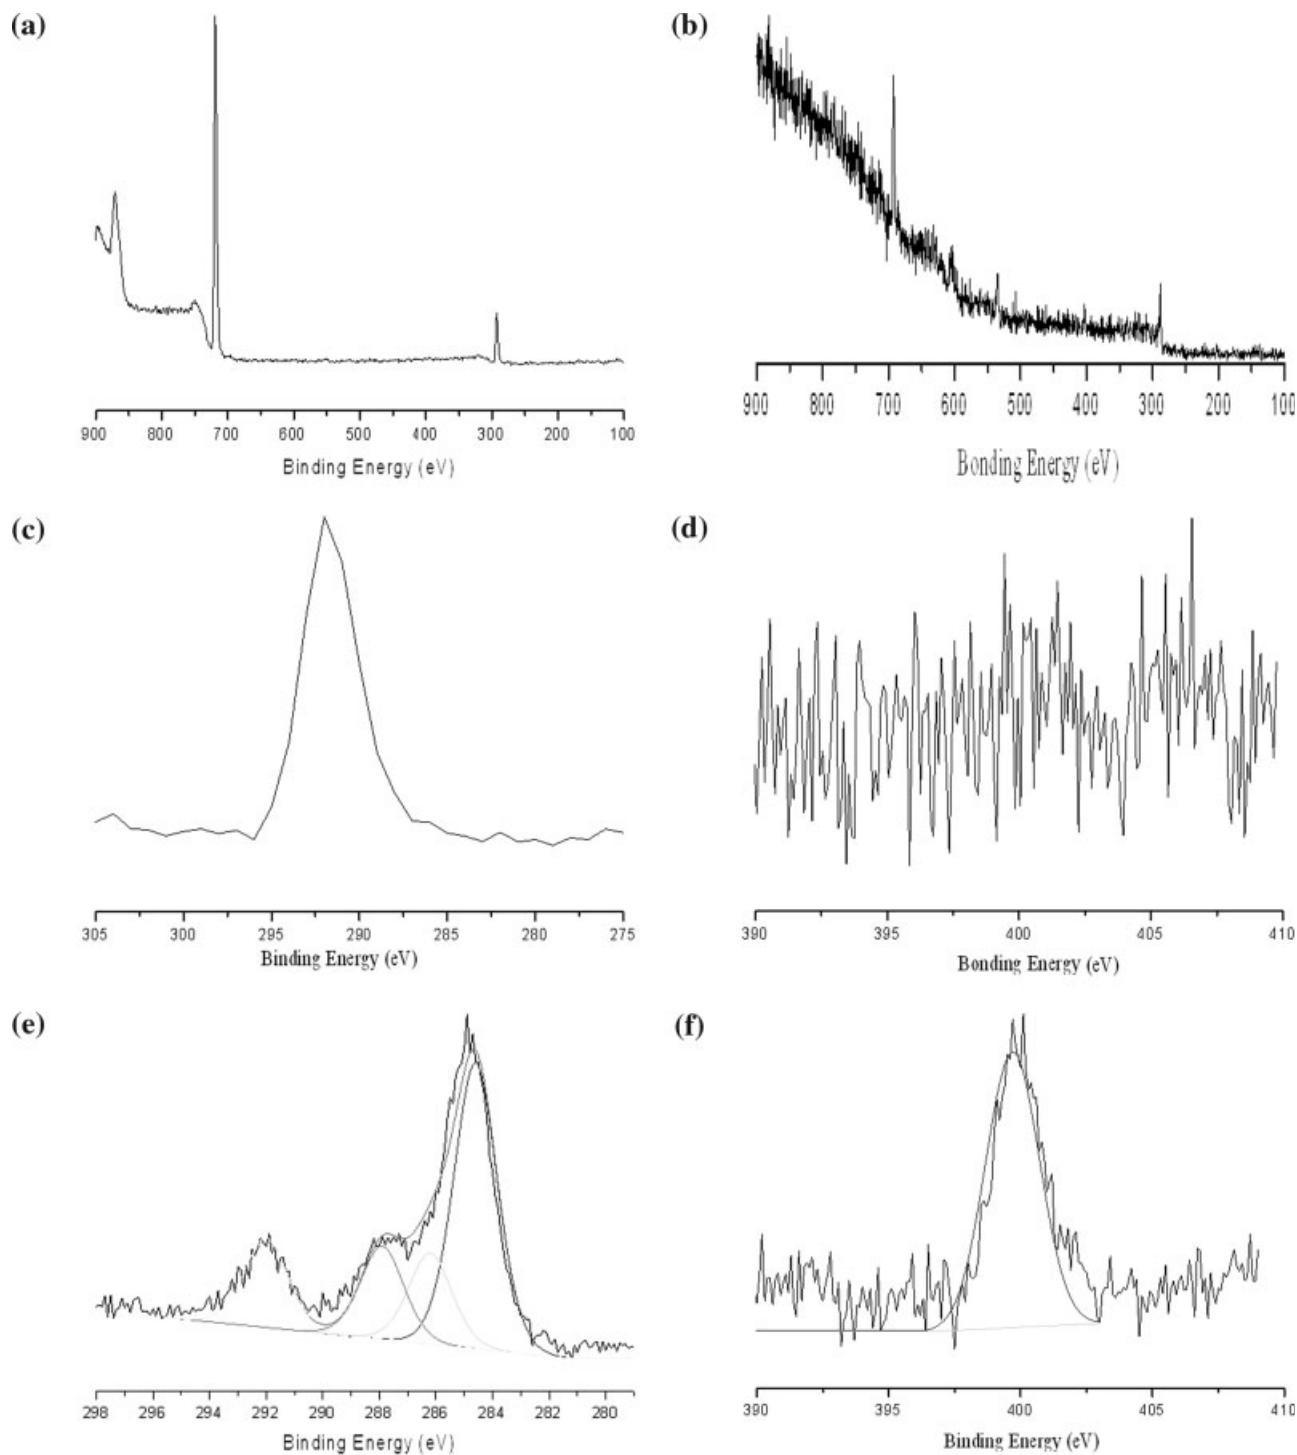 (a)
900 800 700 600 500 400 300 200 100
Binding Energy (eV)
(b)
900 800 700 600 500 400 300 200 100
Bonding Energy (eV)
(c)
305 300 295 290 285 280 275
Binding Energy (eV)
(d)
390 395 400 405 410
Bonding Energy (eV)
(e)
298 296 294 292 290 288 286 284 282 280
Binding Energy (eV)
(f)
390 395 400 405 410
Binding Energy (eV)